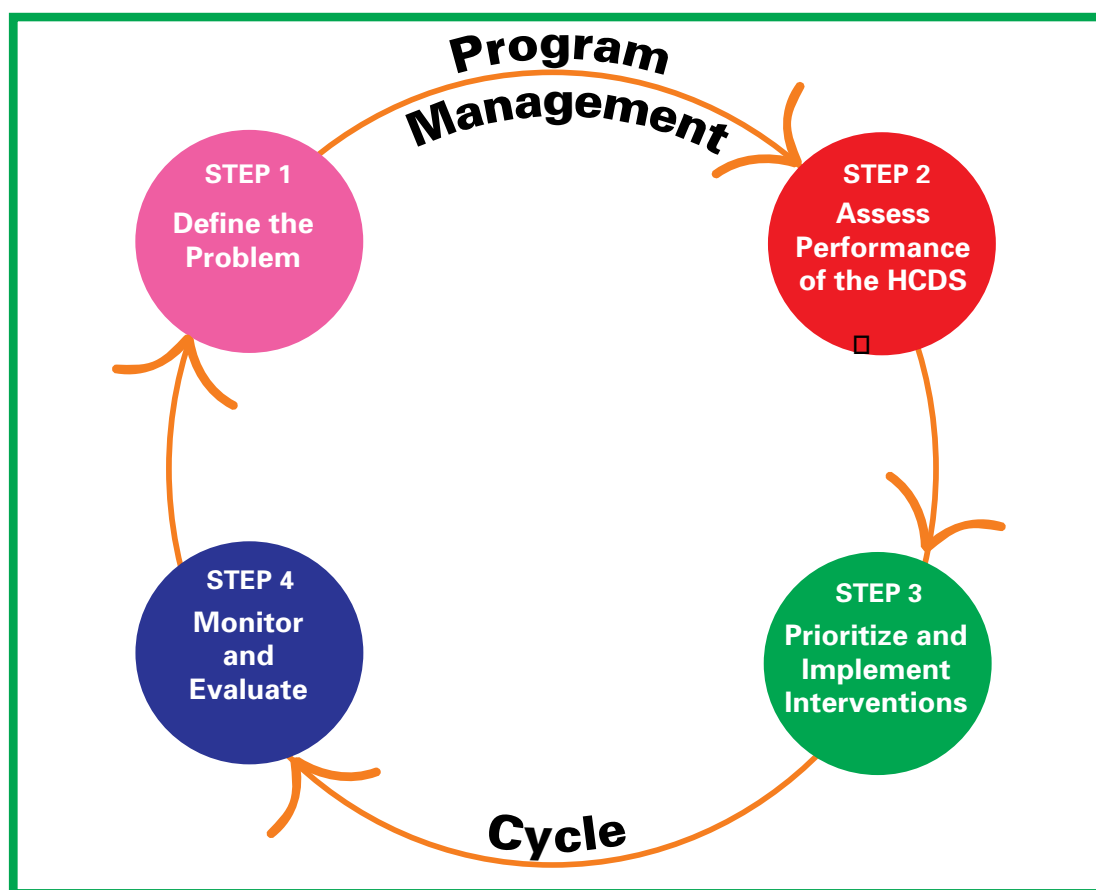 Program
Management
STEP 1
Define the
Problem
STEP 2
Assess
Performance
of the HCDS
STEP 3
Prioritize and
Implement
Interventions
STEP 4
Monitor
and
Evaluate
Cycle